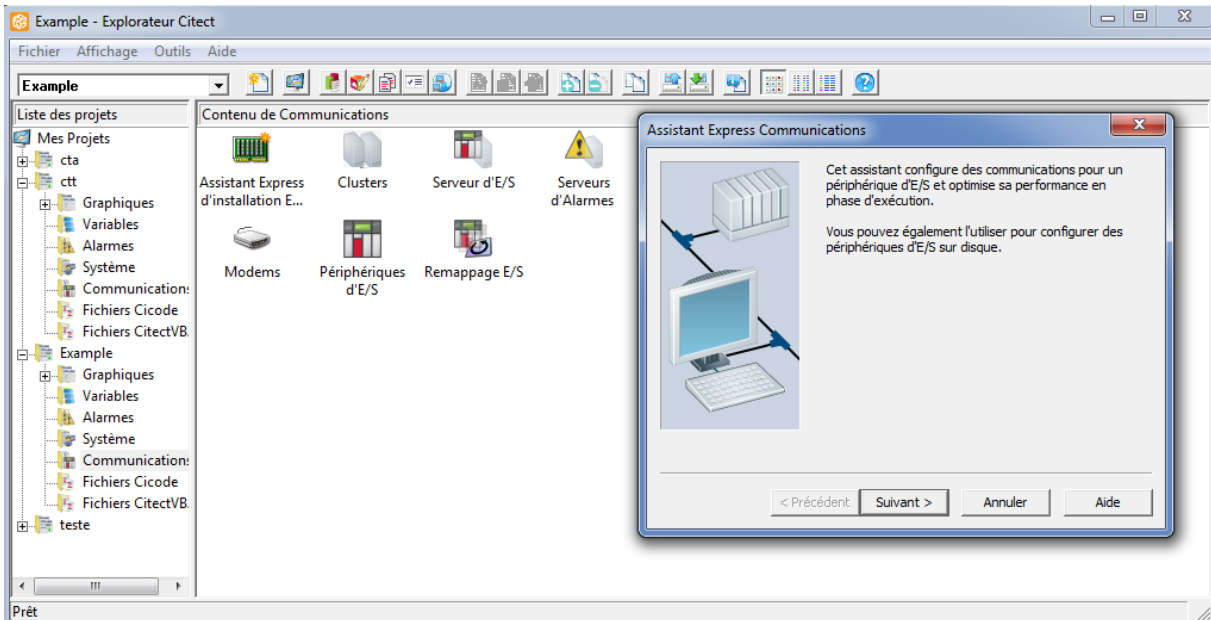 Example - Explorateur Citect
Fichier Affichage Outils Aide
Example
Liste des projets
Mes Projets
cta
ctt
Graphiques
Variables
Alarmes
Système
Communication:
Fichiers Cicode
Fichiers CitectVB.
Example
Graphiques
Variables
Alarmes
Système
Communication:
Fichiers Cicode
Fichiers CitectVB.
teste
Contenu de Communications
Assistant Express
d'installation E...
Clusters
Serveur d'E/S
Serveurs
d'Alarmes
Modems
Périphériques
d'E/S
Remappage E/S
Assistant Express Communications
Cet assistant configure des communications pour un
périphérique d'E/S et optimise sa performance en
phase d'exécution.
Vous pouvez également l'utiliser pour configurer des
périphériques d'E/S sur disque.
< Précédent Suivant > Annuler Aide
Prêt